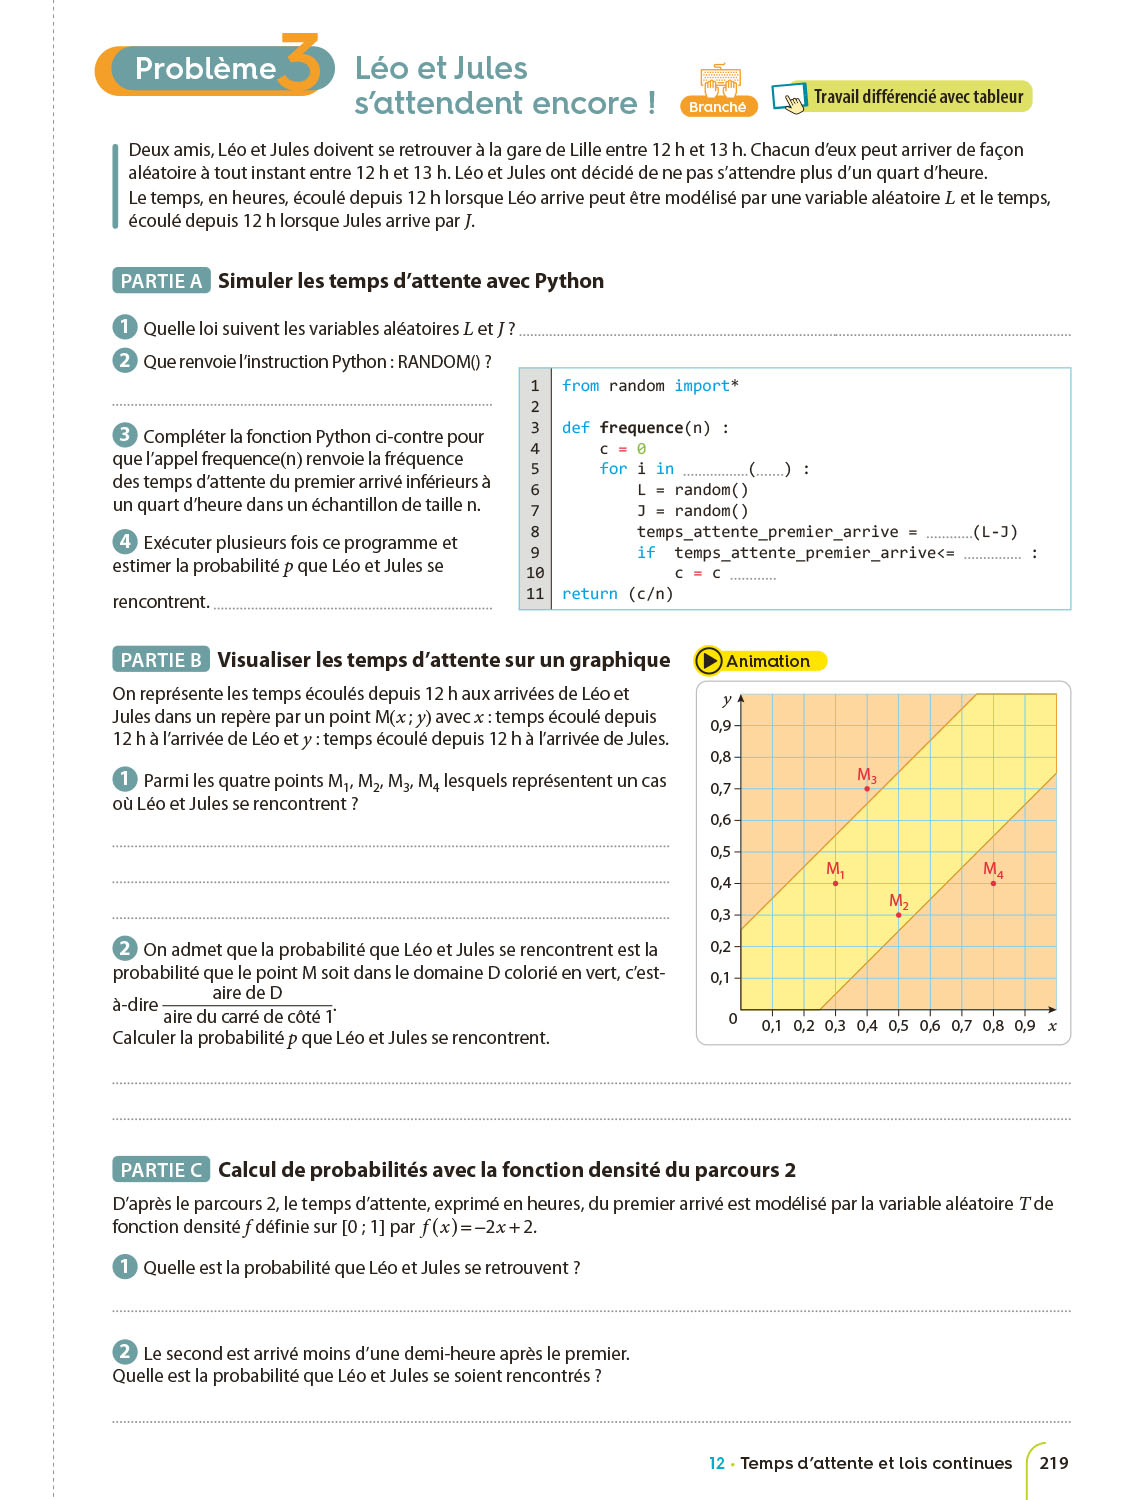 Problème 3
Léo et Jules
s'attendent encore !
Branché
Travail différencié avec tableur
Deux amis, Léo et Jules doivent se retrouver à la gare de Lille entre 12 h et 13 h. Chacun d'eux peut arriver de façon
aléatoire à tout instant entre 12 h et 13 h. Léo et Jules ont décidé de ne pas s'attendre plus d'un quart d'heure.
Le temps, en heures, écoulé depuis 12 h lorsque Léo arrive peut être modélisé par une variable aléatoire L et le temps,
écoulé depuis 12 h lorsque Jules arrive par J.
PARTIE A Simuler les temps d'attente avec Python
1 Quelle loi suivent les variables aléatoires L et J ?
2 Que renvoie l'instruction Python : RANDOM() ?
3 Compléter la fonction Python ci-contre pour
que l'appel frequence(n) renvoie la fréquence
des temps d'attente du premier arrivé inférieurs à
un quart d'heure dans un échantillon de taille n.
4 Exécuter plusieurs fois ce programme et
estimer la probabilité p que Léo et Jules se
rencontrent.
1 from random import*
2
3 def frequence(n) :
4 c = 0
5 for i in ................(.......) :
6 L = random()
7 J = random()
8 temps_attente_premier_arrive = ............(L-J)
9 if temps_attente_premier_arrive<= ............... :
10 c = c ............
11 return (c/n)
PARTIE B Visualiser les temps d'attente sur un graphique
Animation
On représente les temps écoulés depuis 12 h aux arrivées de Léo et
Jules dans un repère par un point M(x ; y) avec x : temps écoulé depuis
12 h à l'arrivée de Léo et y : temps écoulé depuis 12 h à l'arrivée de Jules.
1 Parmi les quatre points M1, M2, M3, M4 lesquels représentent un cas
où Léo et Jules se rencontrent ?
2 On admet que la probabilité que Léo et Jules se rencontrent est la
probabilité que le point M soit dans le domaine D colorié en vert, c'est-
à-dire aire de D
aire du carré de côté 1.
Calculer la probabilité p que Léo et Jules se rencontrent.
y
0,9
0,8
M3
0,7
0,6
0,5
M1
M4
0,4
M2
0,3
0,2
0,1
0 0,1 0,2 0,3 0,4 0,5 0,6 0,7 0,8 0,9 x
PARTIE C Calcul de probabilités avec la fonction densité du parcours 2
D'après le parcours 2, le temps d'attente, exprimé en heures, du premier arrivé est modélisé par la variable aléatoire T de
fonction densité f définie sur [0 ; 1] par f(x) = –2x + 2.
1 Quelle est la probabilité que Léo et Jules se retrouvent ?
2 Le second est arrivé moins d'une demi-heure après le premier.
Quelle est la probabilité que Léo et Jules se soient rencontrés ?
12 • Temps d'attente et lois continues 219